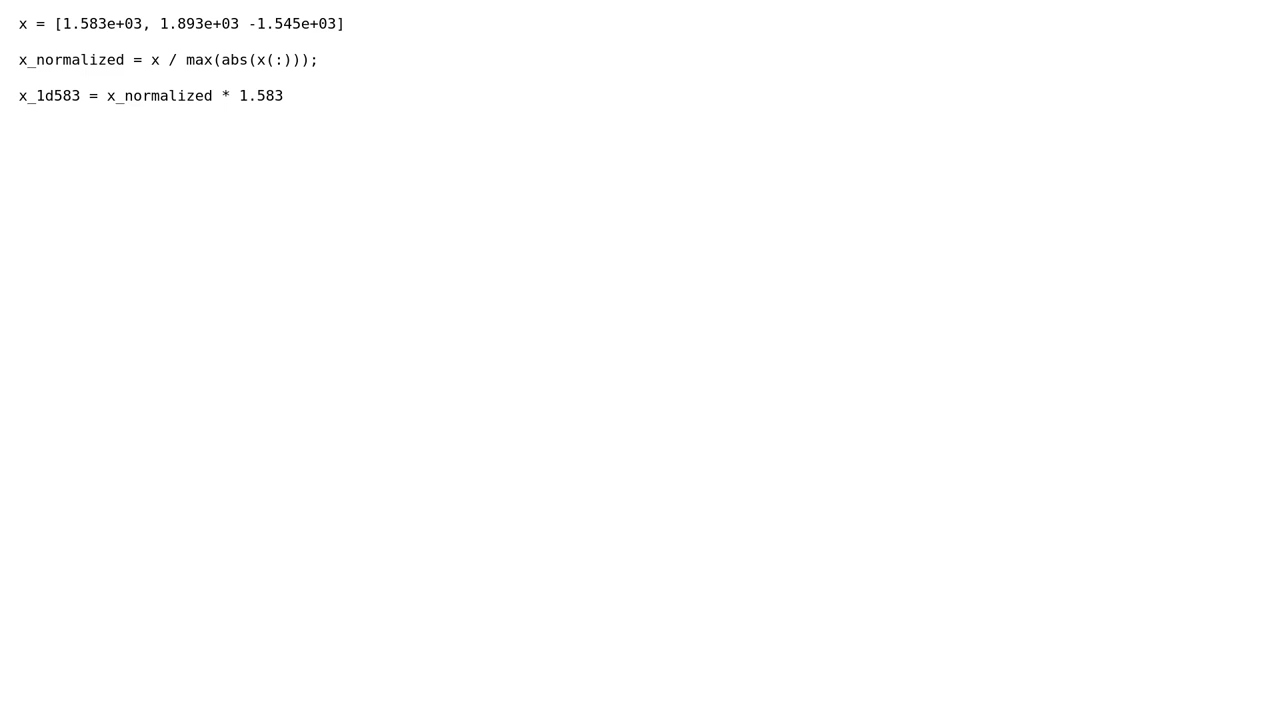 x = [1.583e+03, 1.893e+03 -1.545e+03]
x_normalized = x / max(abs(x(:)));
x_1d583 = x_normalized * 1.583